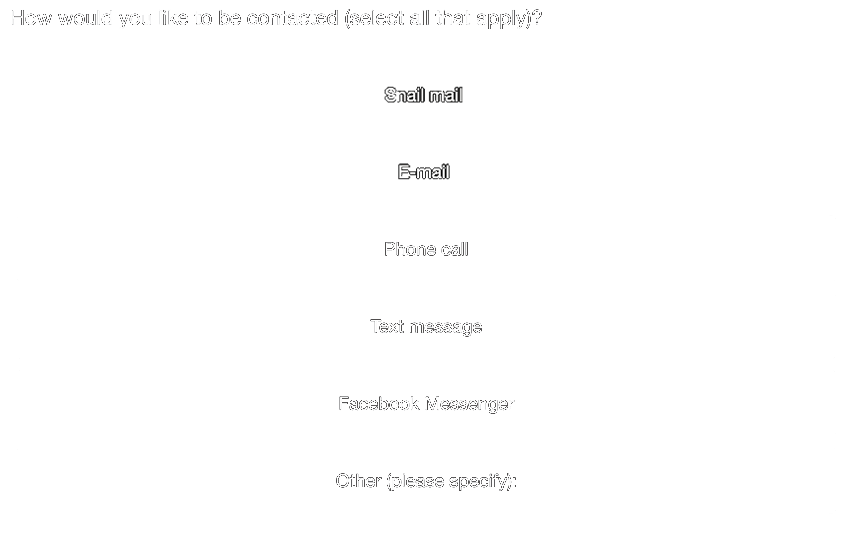 How would you like to be contacted (select all that apply)?
Snail mail
E-mail
Phone call
Text message
Facebook Messenger
Other (please specify):